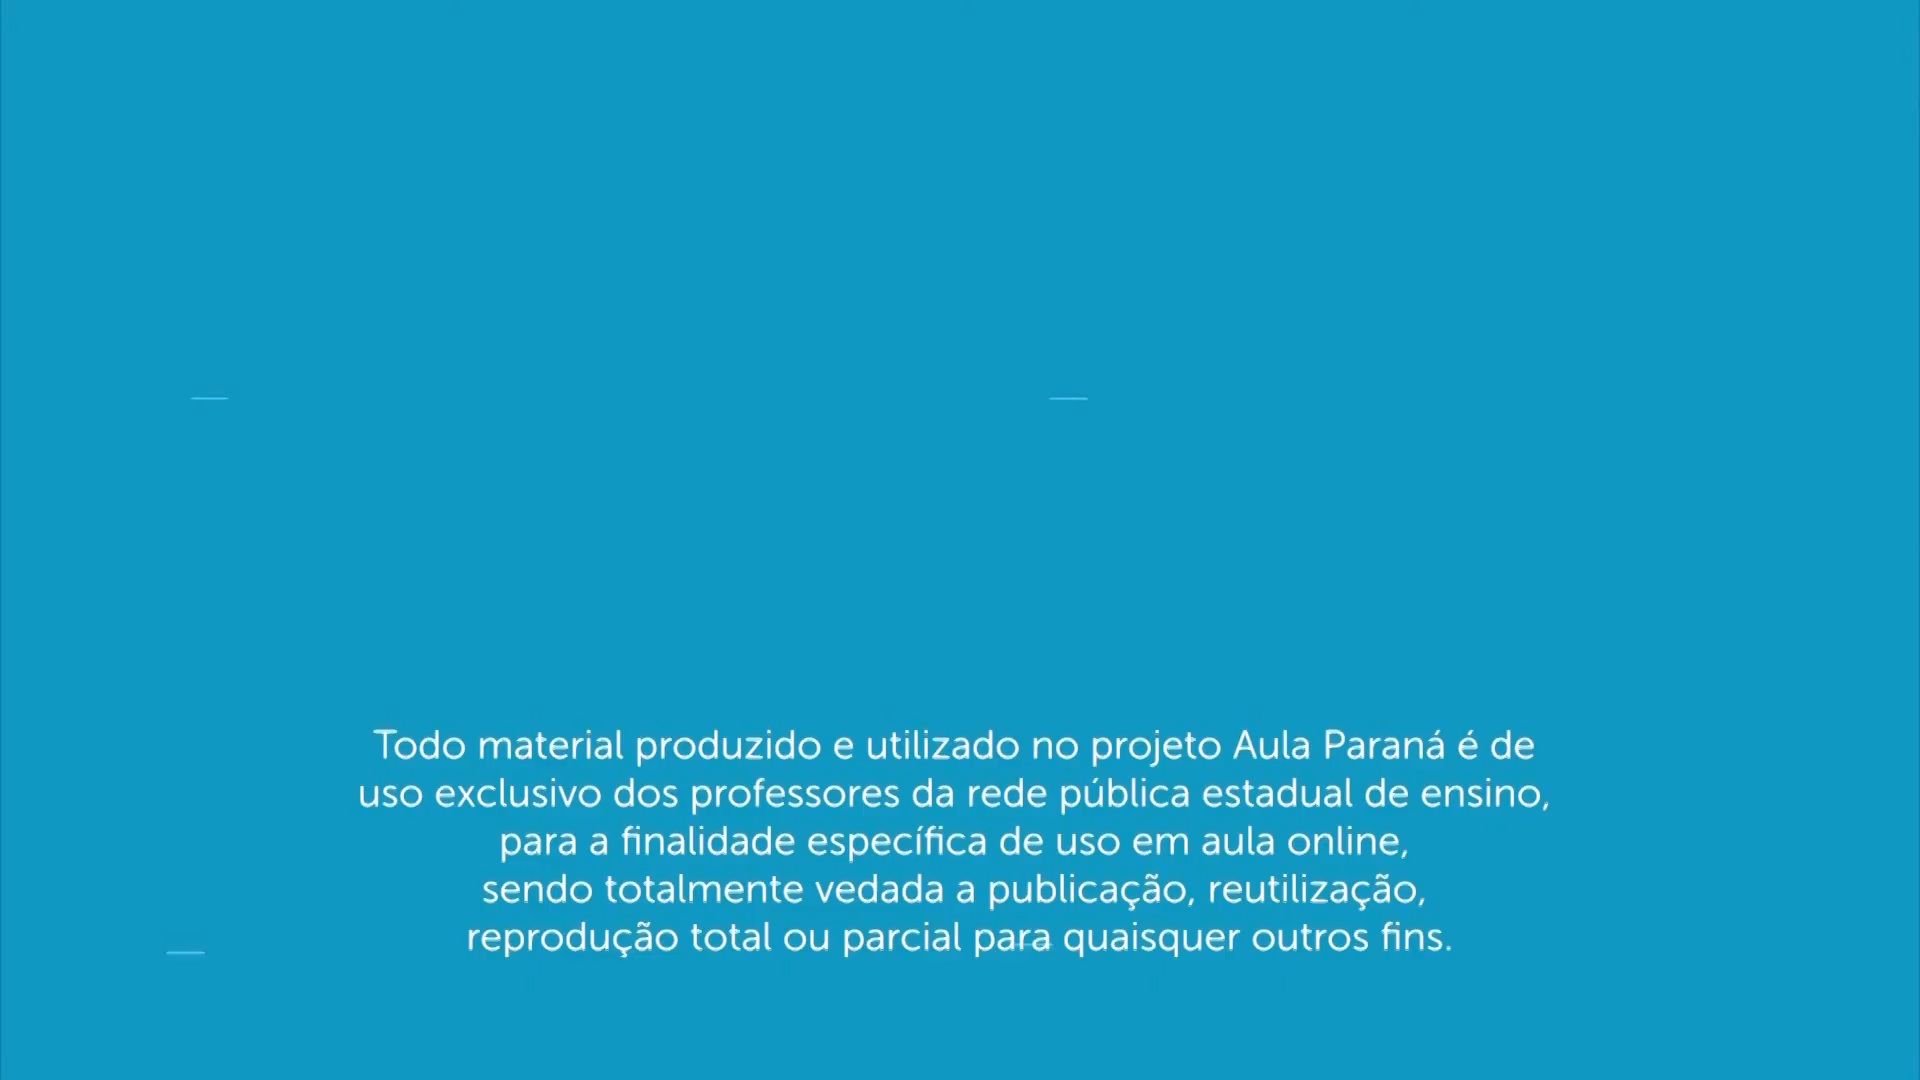 Todo material produzido e utilizado no projeto Aula Paraná é de
uso exclusivo dos professores da rede pública estadual de ensino,
para a finalidade específica de uso em aula online,
sendo totalmente vedada a publicação, reutilização,
reprodução total ou parcial para quaisquer outros fins.